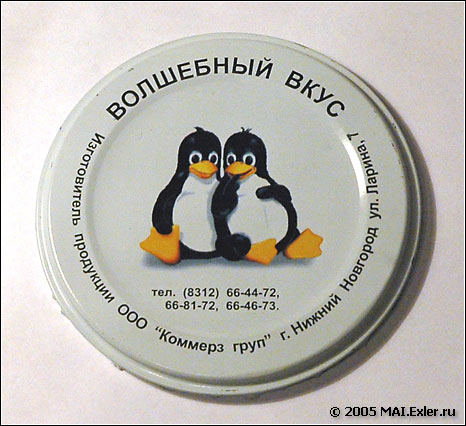 ВОЛШЕБНЫЙ ВКУС
тел. (8312) 66-44-72,
66-81-72, 66-46-73.
Изготовитель продукции ООО "Коммерз груп" г. Нижний Новгород ул. Ларина, 7
© 2005 MAI.Exler.ru